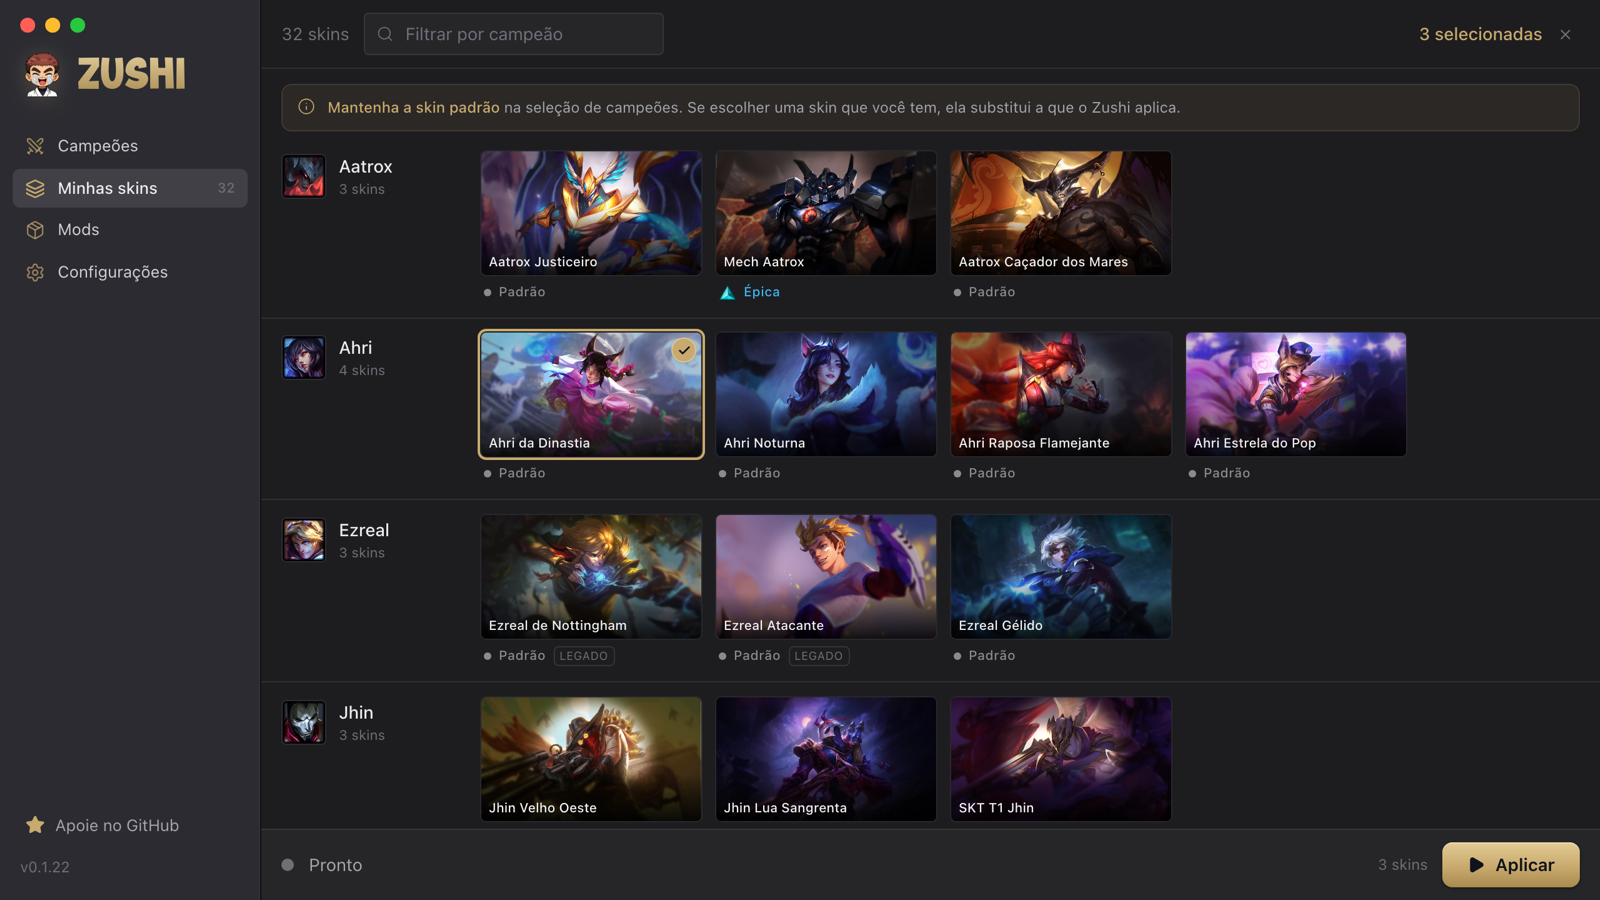 ZUSHI
Campeões
Minhas skins 32
Mods
Configurações
Apoie no GitHub
v0.1.22
32 skins
Filtrar por campeão
3 selecionadas
Mantenha a skin padrão na seleção de campeões. Se escolher uma skin que você tem, ela substitui a que o Zushi aplica.
Aatrox
3 skins
Aatrox Justiceiro
Mech Aatrox
Aatrox Caçador dos Mares
Padrão
Épica
Padrão
Ahri
4 skins
Ahri da Dinastia
Ahri Noturna
Ahri Raposa Flamejante
Ahri Estrela do Pop
Padrão
Padrão
Padrão
Padrão
Ezreal
3 skins
Ezreal de Nottingham
Ezreal Atacante
Ezreal Gélido
Padrão LEGADO
Padrão LEGADO
Padrão
Jhin
3 skins
Jhin Velho Oeste
Jhin Lua Sangrenta
SKT T1 Jhin
Pronto
3 skins
Aplicar